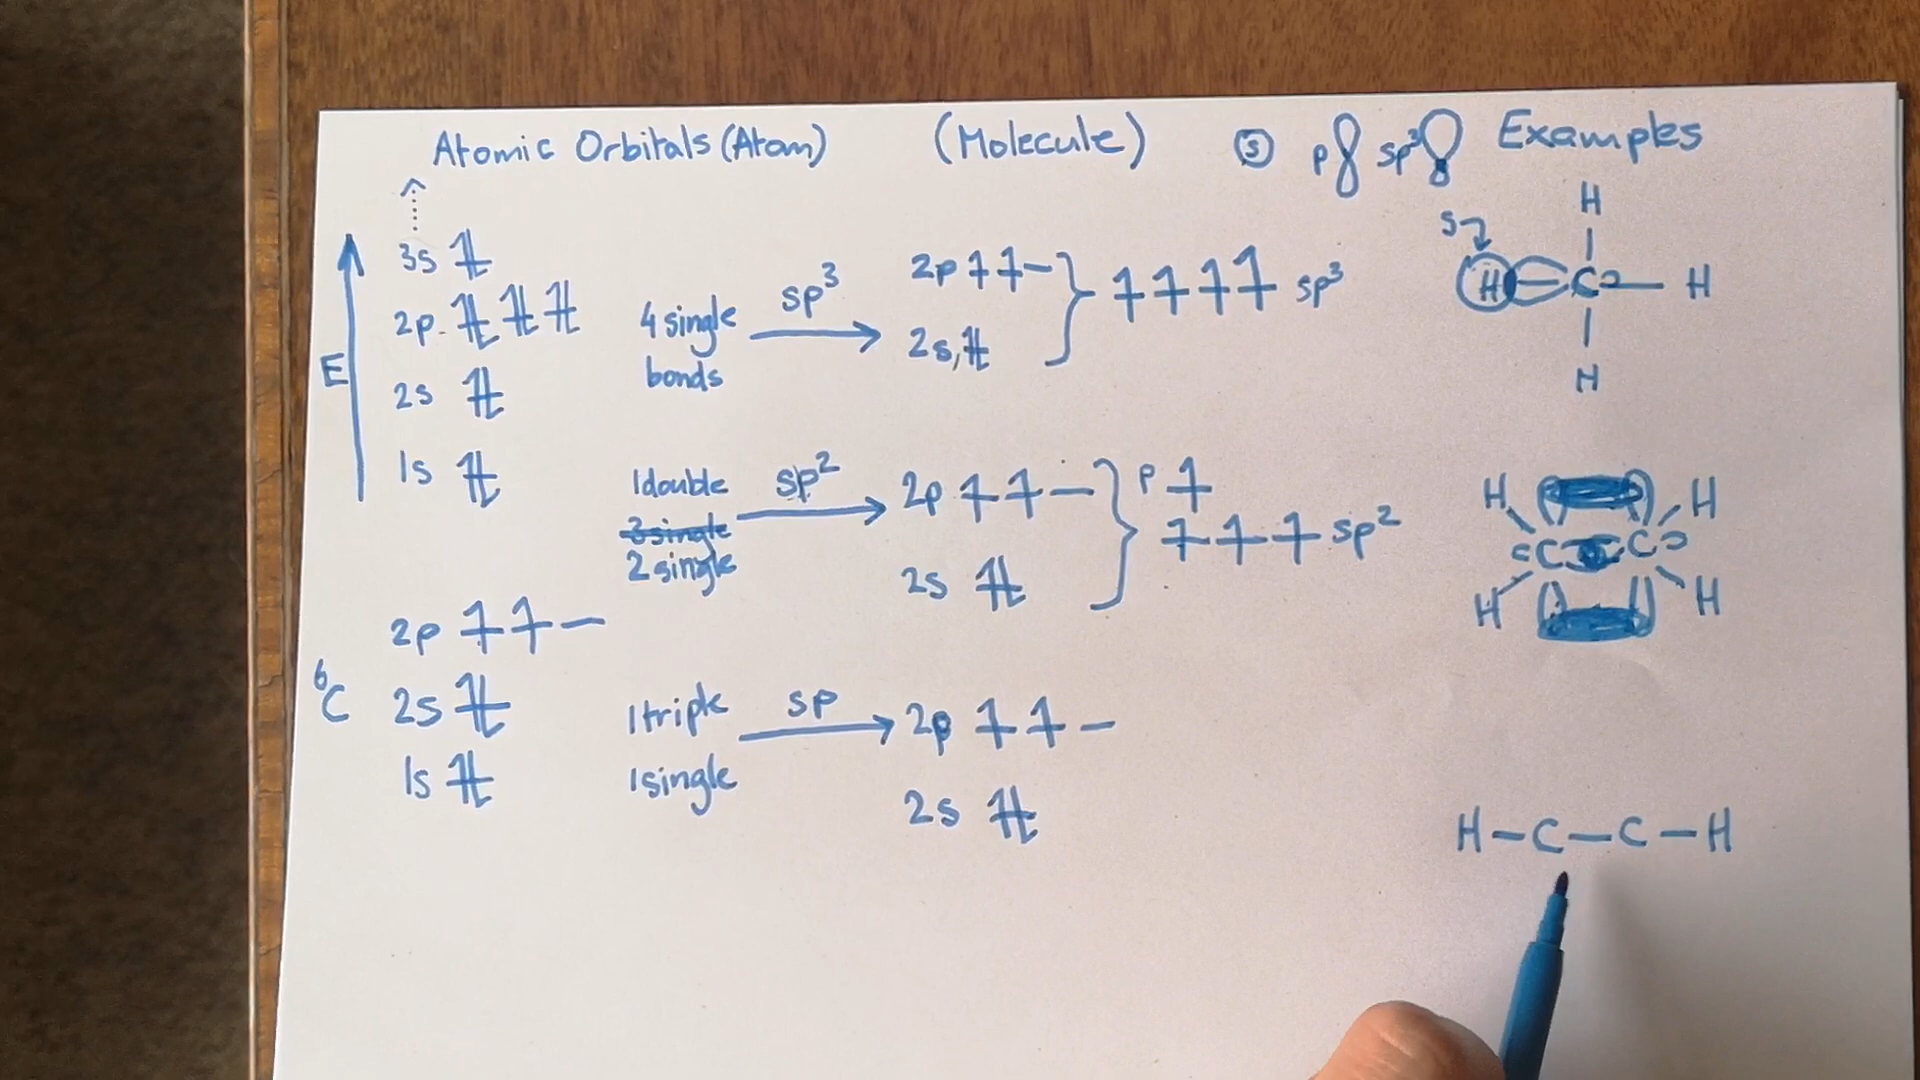 Atomic Orbitals (Atom) (Molecule) s p sp³ Examples
3s
2p
2s
1s
E
4 single
bonds
sp³
2p
2s
sp³
s
H
H C H
H
1 double
3 single
2 single
sp²
2p
2s
p
sp²
H H
C C
H H
6
C
2p
2s
1s
1 triple
1 single
sp
2p
2s
H-C-C-H